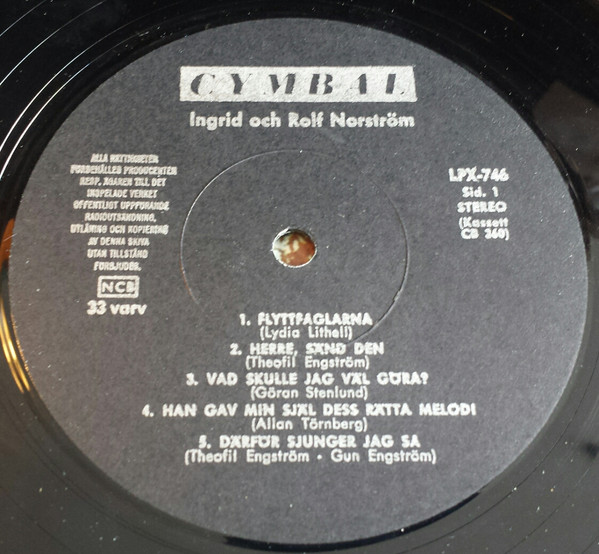 CYMBAL
Ingrid och Rolf Norström
ALLA RÄTTIGHETER
FÖRBEHÅLLES PRODUCENTEN
RESP. ÄGAREN TILL DET
INSPELADE VERKET
OFFENTLIGT UPPFÖRANDE
RADIOUTSÄNDNING,
UTLÅNING OCH KOPIERING
AV DENNA SKIVA
UTAN TILLSTÅND
FÖRBJUDES.
NCB
33 varv
LPX-746
Sid. 1
STEREO
(Kassett
CB 360)
1. FLYTTFAGLARNA
(Lydia Lithell)
2. HERRE, SÄND DEN
(Theofil Engström)
3. VAD SKULLE JAG VÄL GÖRA?
(Göran Stenlund)
4. HAN GAV MIN SJÄL DESS RÄTTA MELODI
(Allan Törnberg)
5. DÄRFÖR SJUNGER JAG SA
(Theofil Engström · Gun Engström)